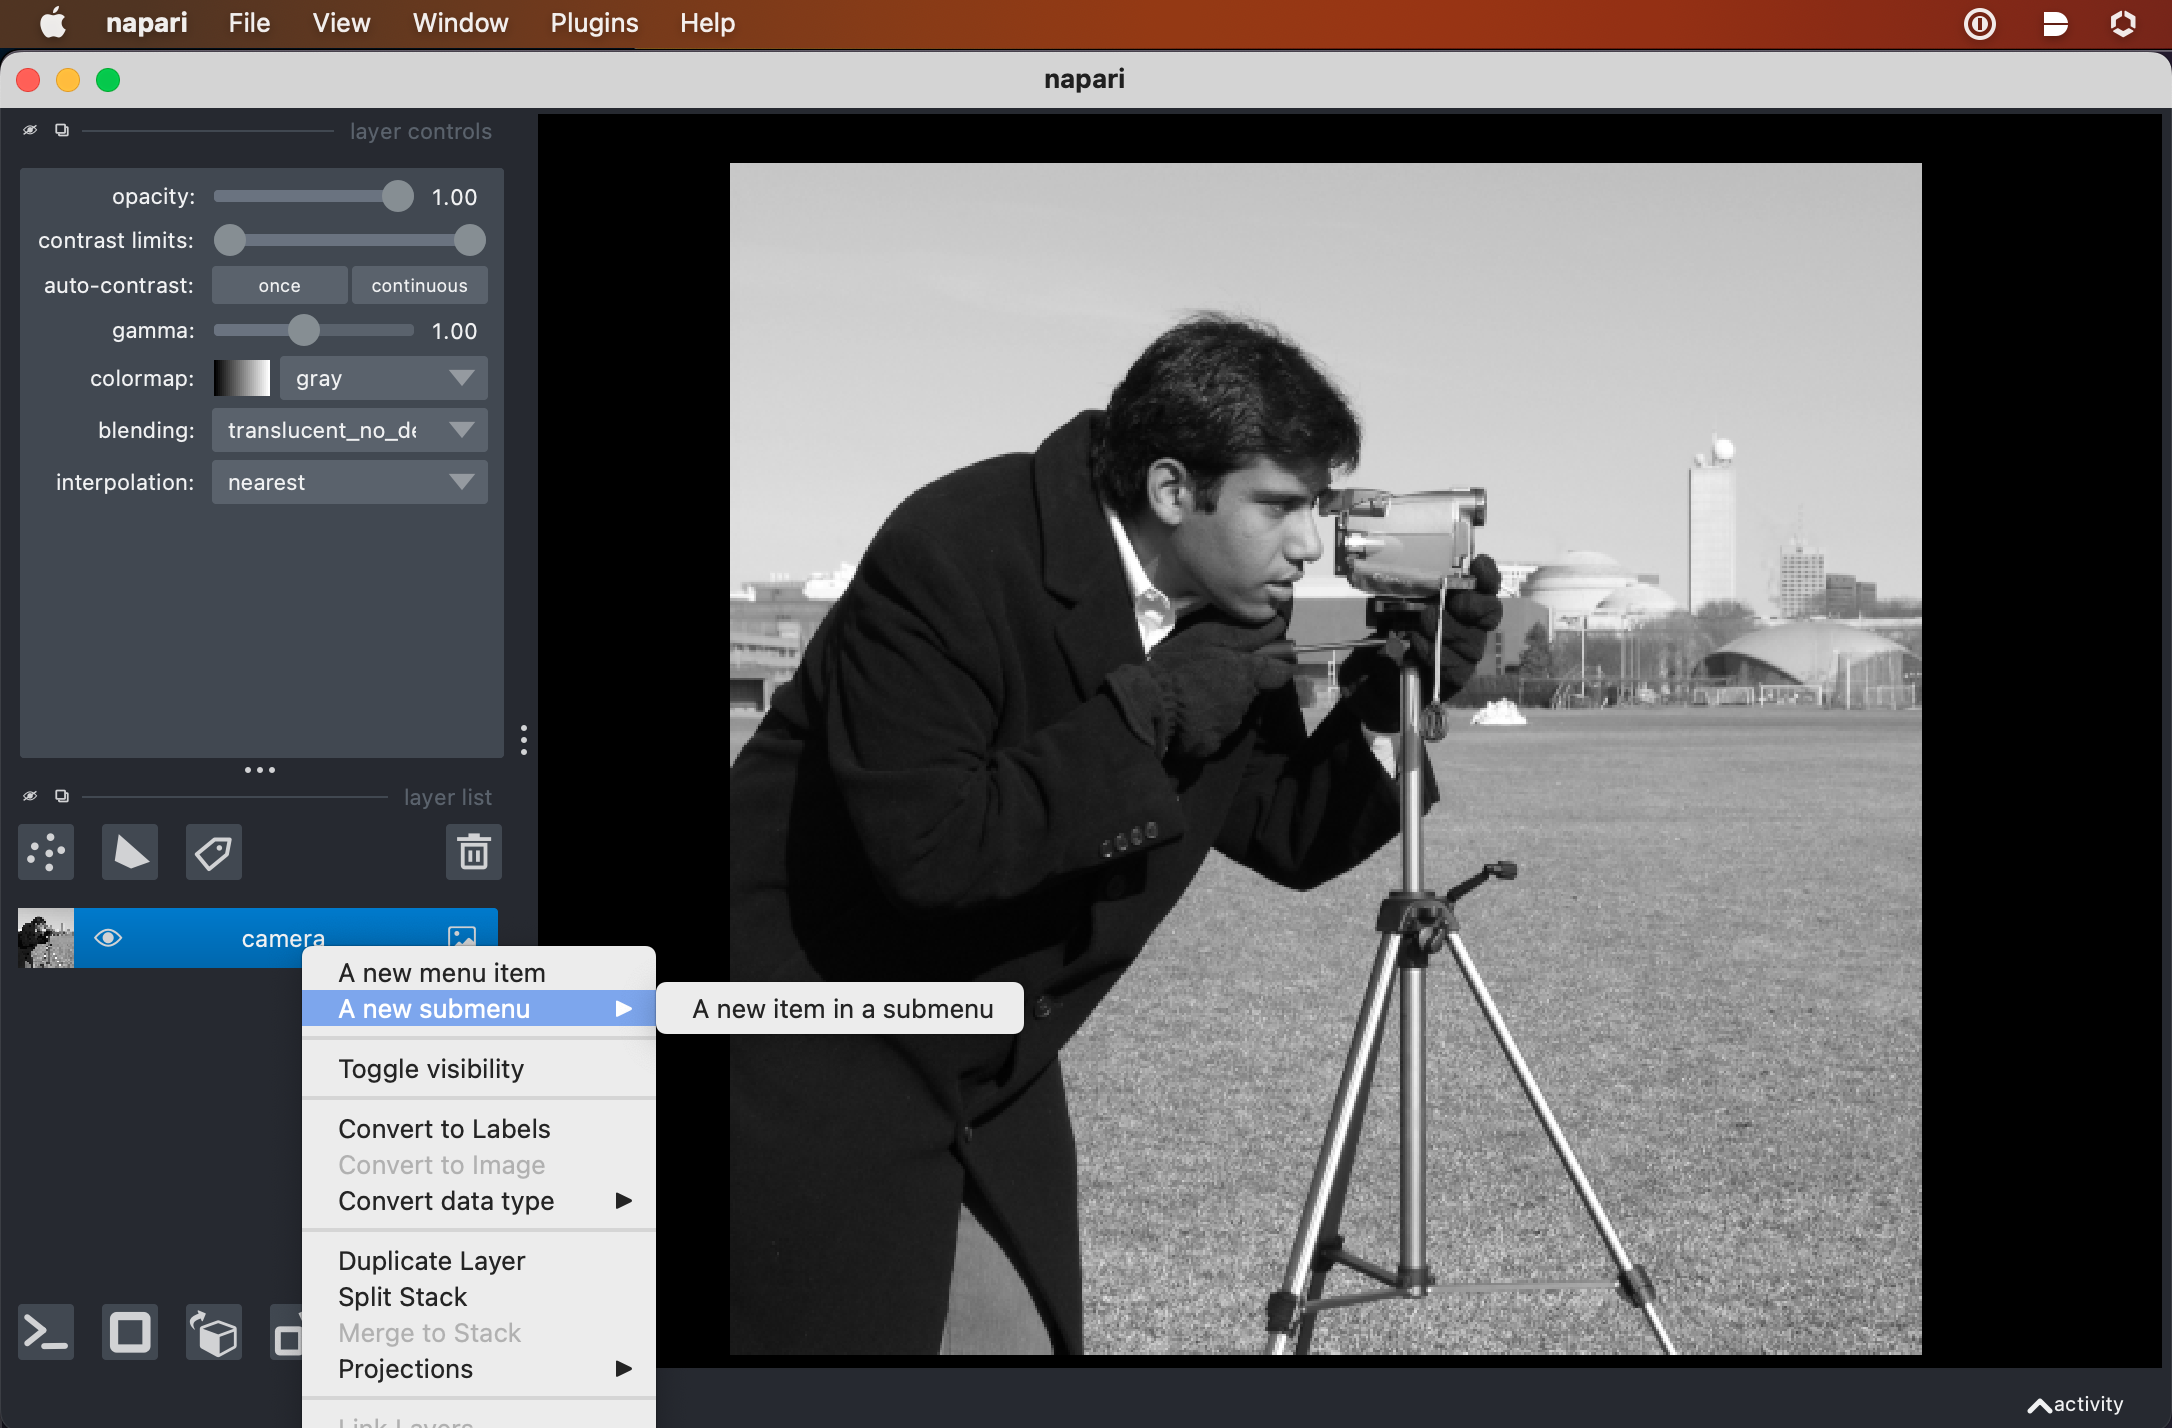 napari File View Window Plugins Help
napari
layer controls
opacity: 1.00
contrast limits:
auto-contrast: once continuous
gamma: 1.00
colormap: gray
blending: translucent_no_de
interpolation: nearest
layer list
camera
A new menu item
A new submenu
A new item in a submenu
Toggle visibility
Convert to Labels
Convert to Image
Convert data type
Duplicate Layer
Split Stack
Merge to Stack
Projections
Link Layers
activity